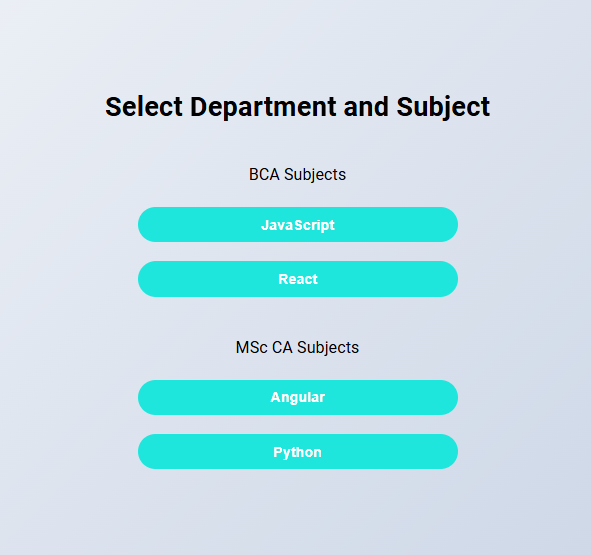 Select Department and Subject
BCA Subjects
JavaScript
React
MSc CA Subjects
Angular
Python